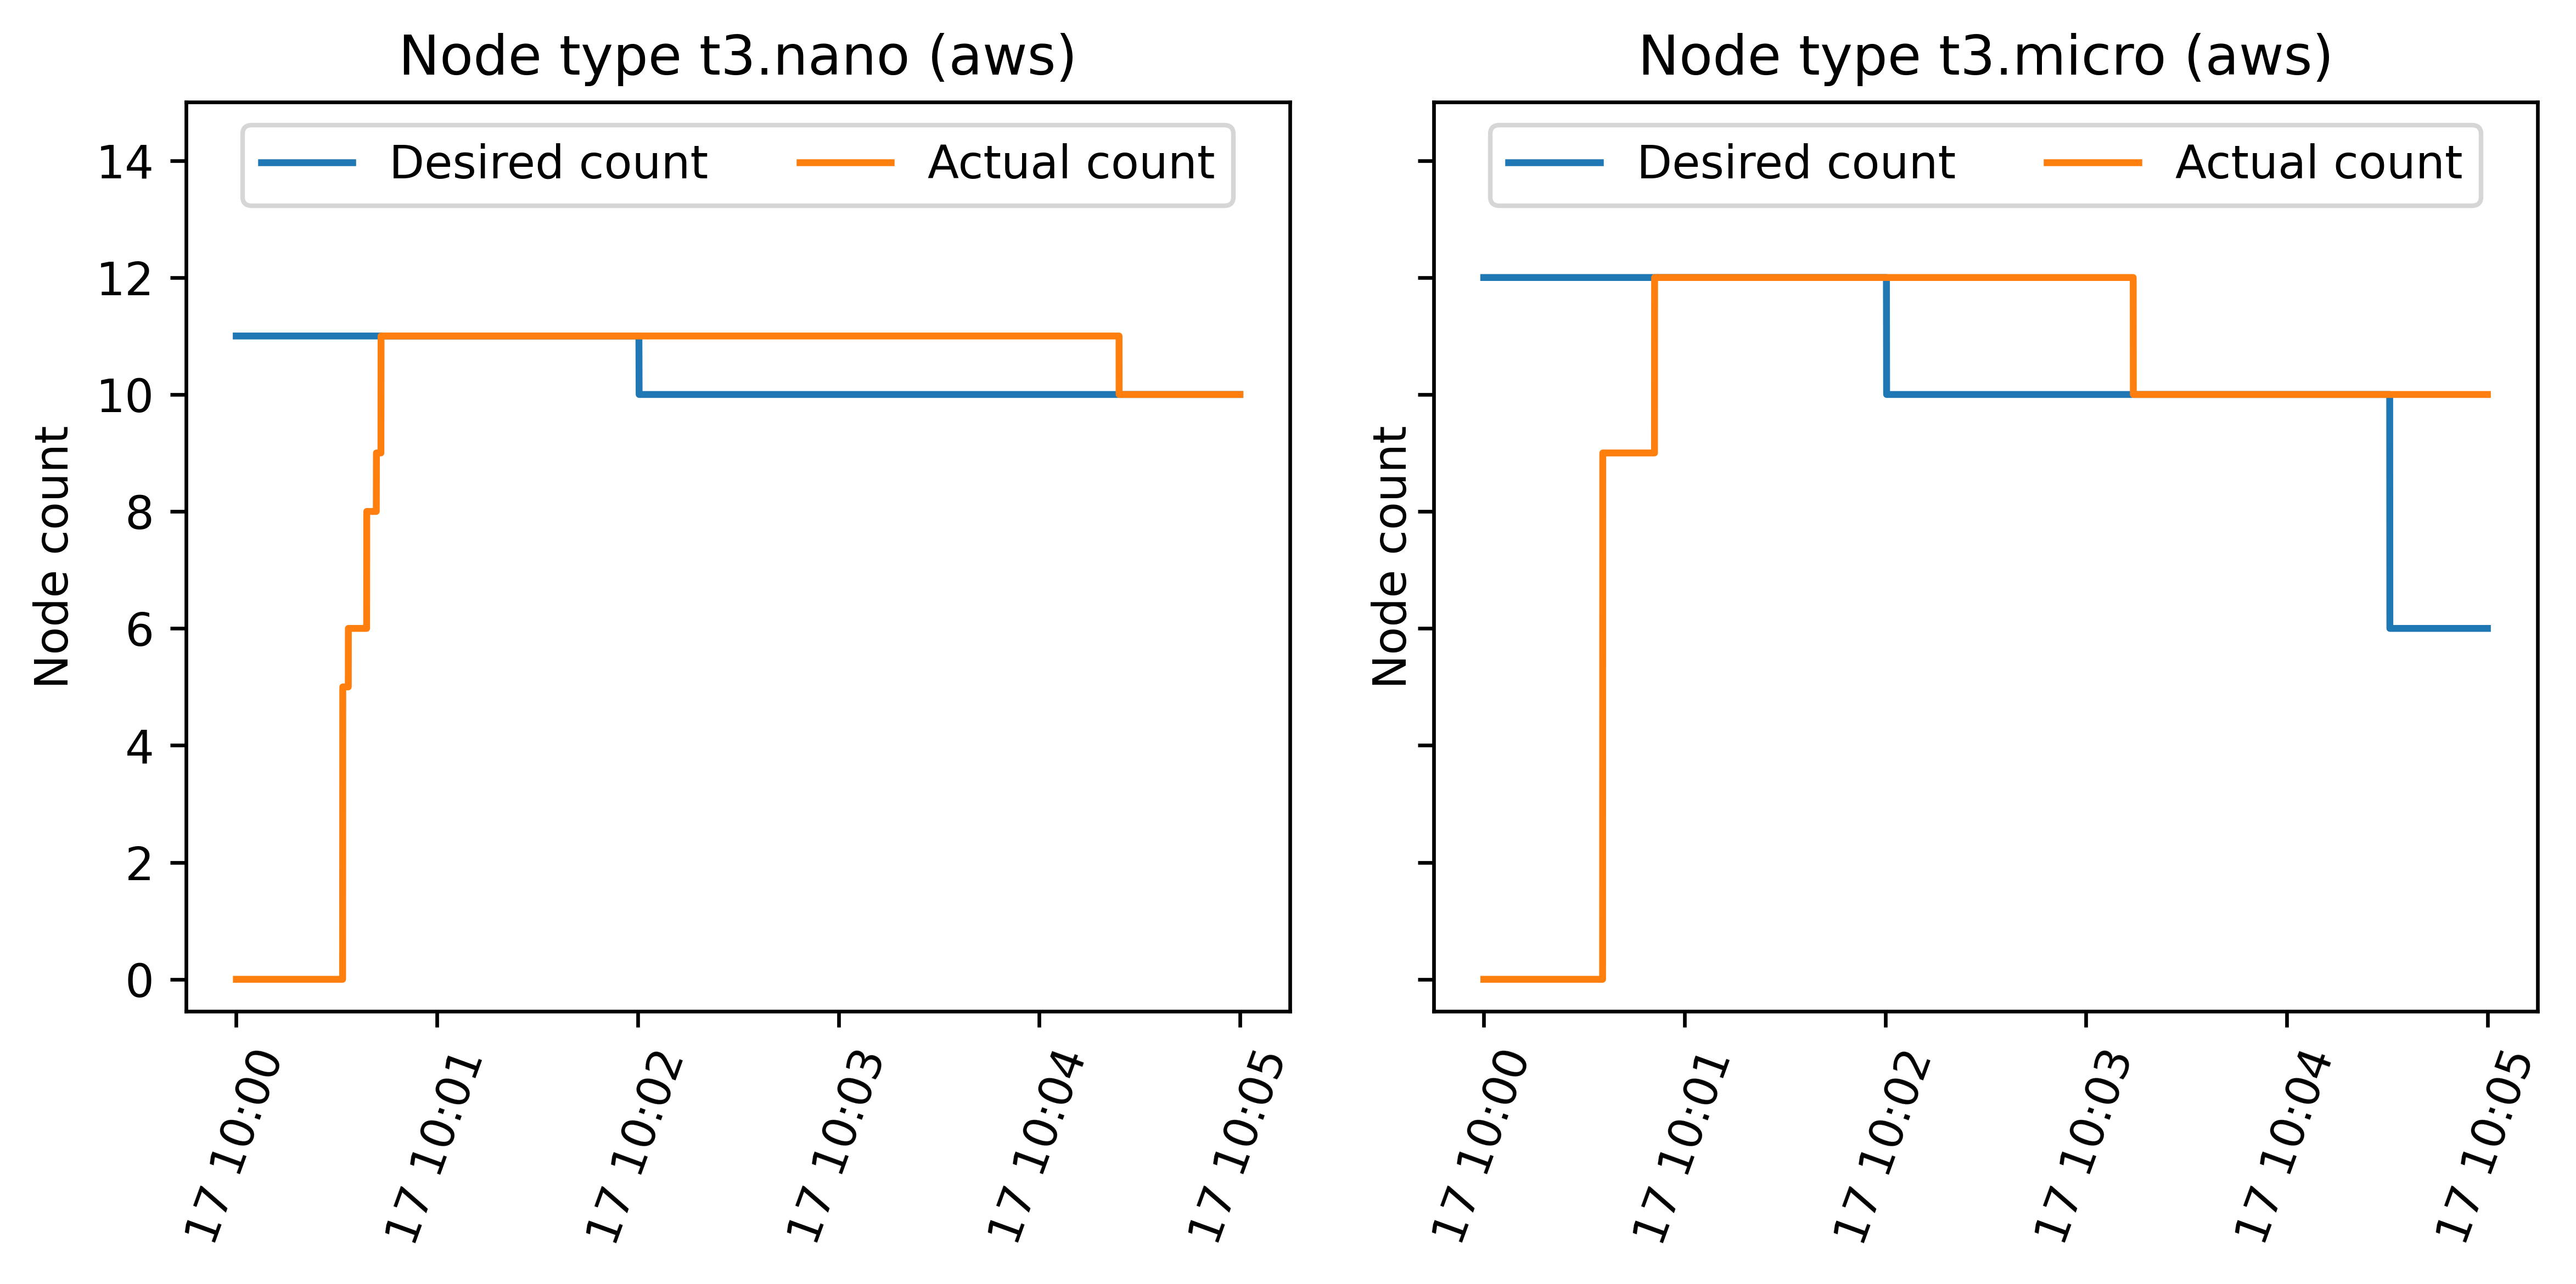 Node type t3.nano (aws)
Desired count
Actual count
Node count
14
12
10
8
6
4
2
0
17 10:00
17 10:01
17 10:02
17 10:03
17 10:04
17 10:05
Node type t3.micro (aws)
Desired count
Actual count
Node count
17 10:00
17 10:01
17 10:02
17 10:03
17 10:04
17 10:05